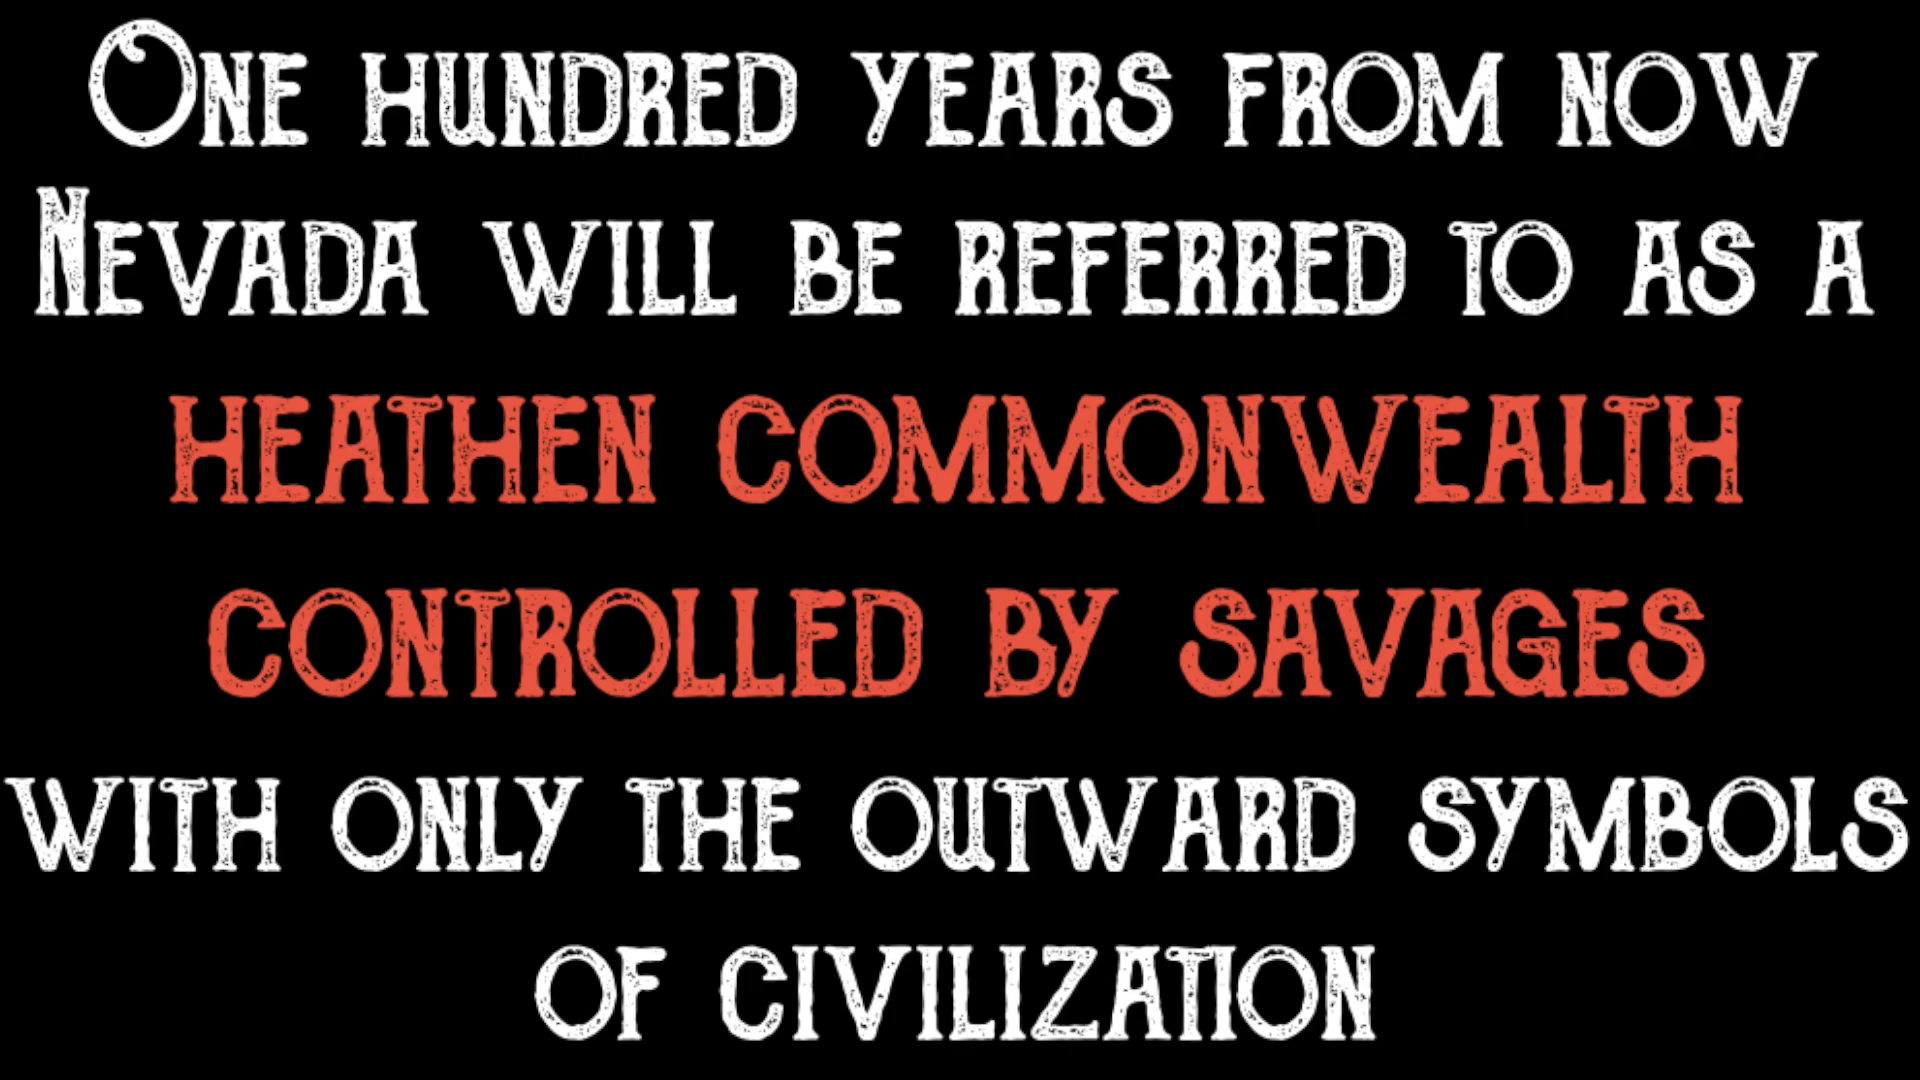 One hundred years from now
Nevada will be referred to as a
heathen commonwealth
controlled by savages
with only the outward symbols
of civilization